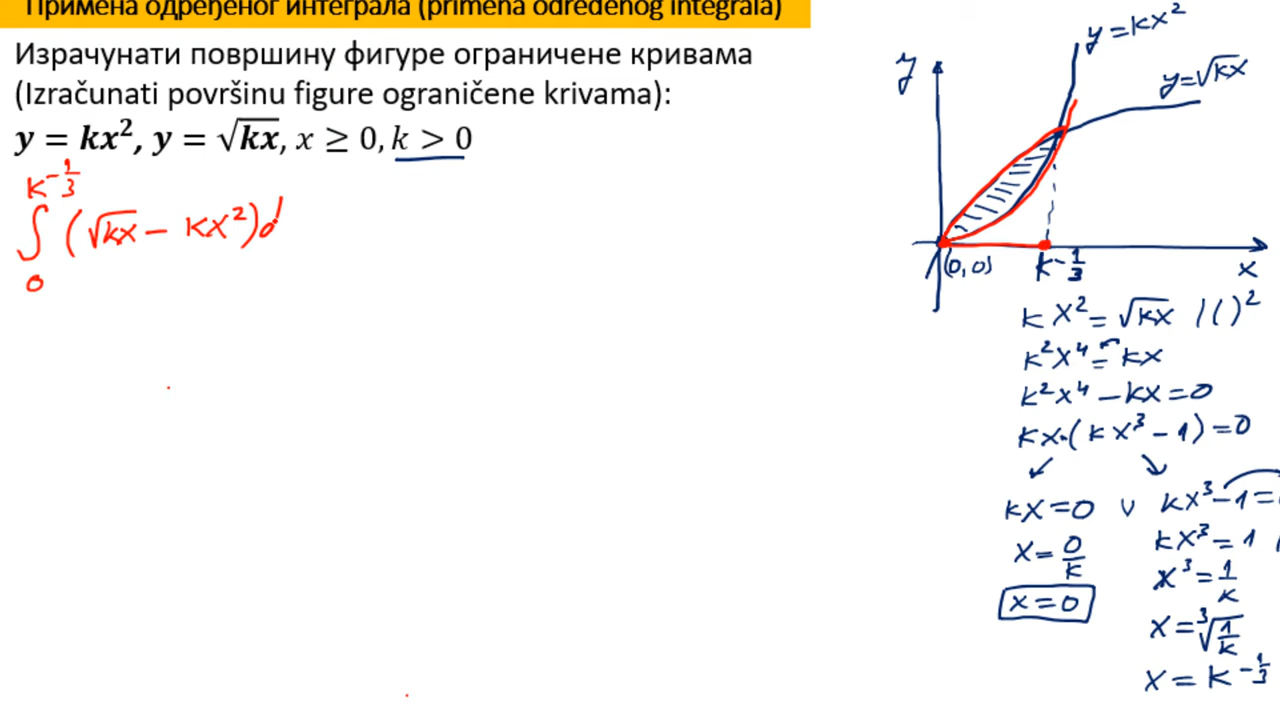 Примена одређеног интеграла (primena određenog integrala)
Израчунати површину фигуре ограничене кривама
(Izračunati površinu figure ograničene krivama):
y = kx², y = √kx, x ≥ 0, k > 0
k^-1/3
∫ (√kx - kx²)d
0
y
y = kx²
y=√kx
(0,0) k^-1/3 x
kx² = √kx /()²
k²x⁴ = kx
k²x⁴ - kx = 0
kx·(kx³ - 1) = 0
kx = 0 ∨ kx³ - 1 =
x = 0/k kx³ = 1
x = 0 x³ = 1/k
x = ³√1/k
x = k^-1/3